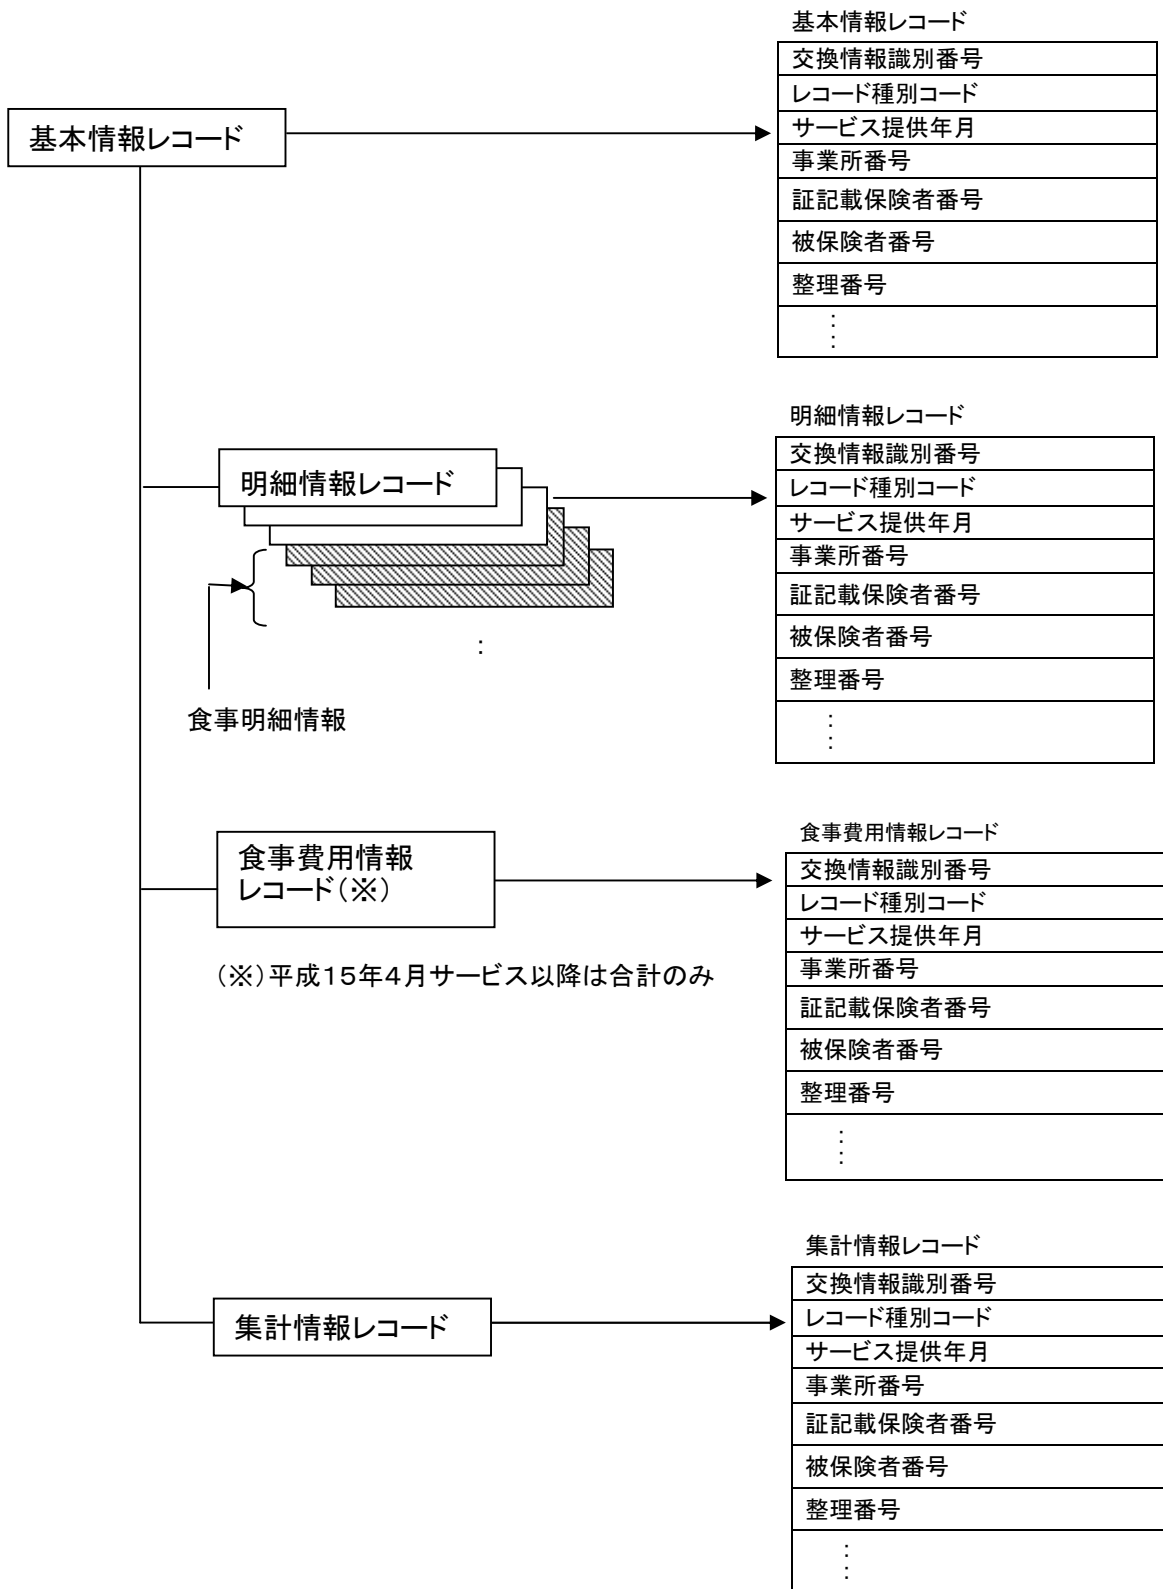 基本情報レコード
交換情報識別番号
レコード種別コード
サービス提供年月
事業所番号
証記載保険者番号
被保険者番号
整理番号
：
：
基本情報レコード
明細情報レコード
交換情報識別番号
レコード種別コード
サービス提供年月
事業所番号
証記載保険者番号
被保険者番号
整理番号
：
：
明細情報レコード
：
食事明細情報
食事費用情報レコード
交換情報識別番号
レコード種別コード
サービス提供年月
事業所番号
証記載保険者番号
被保険者番号
整理番号
：
：
食事費用情報
レコード（※）
（※）平成１５年４月サービス以降は合計のみ
集計情報レコード
交換情報識別番号
レコード種別コード
サービス提供年月
事業所番号
証記載保険者番号
被保険者番号
整理番号
：
：
集計情報レコード